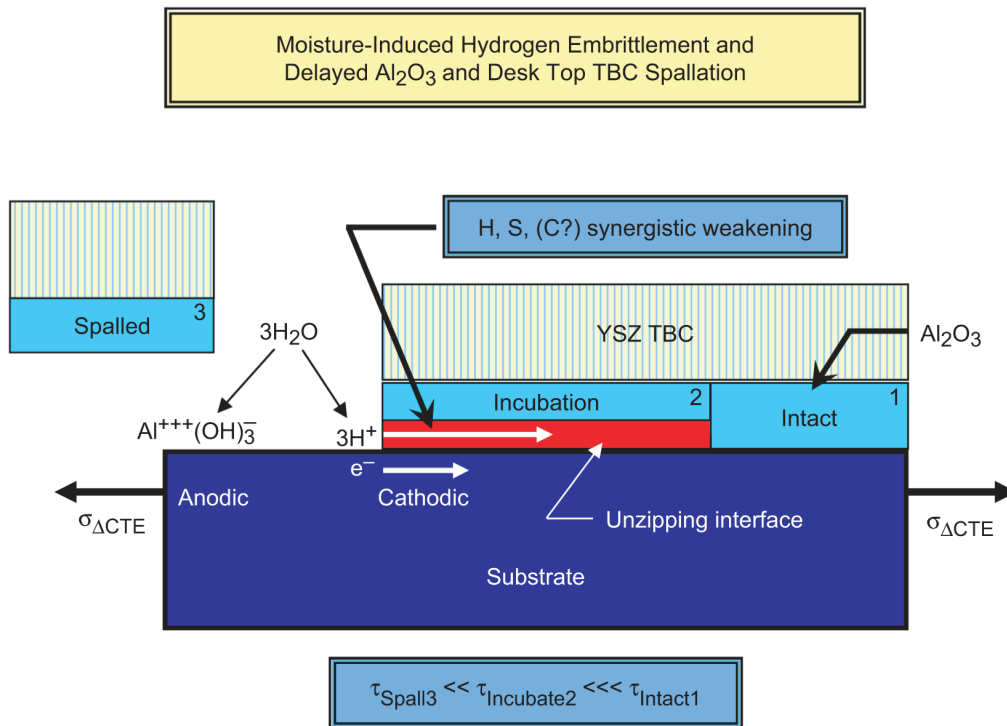 Moisture-Induced Hydrogen Embrittlement and
Delayed Al₂O₃ and Desk Top TBC Spallation
H, S, (C?) synergistic weakening
3
Spalled
3H₂O
YSZ TBC
Al₂O₃
2
Incubation
1
Intact
Al⁺⁺⁺(OH)₃⁻
3H⁺
e⁻
Anodic
Cathodic
σΔCTE
Unzipping interface
σΔCTE
Substrate
τSpall3 << τIncubate2 <<< τIntact1